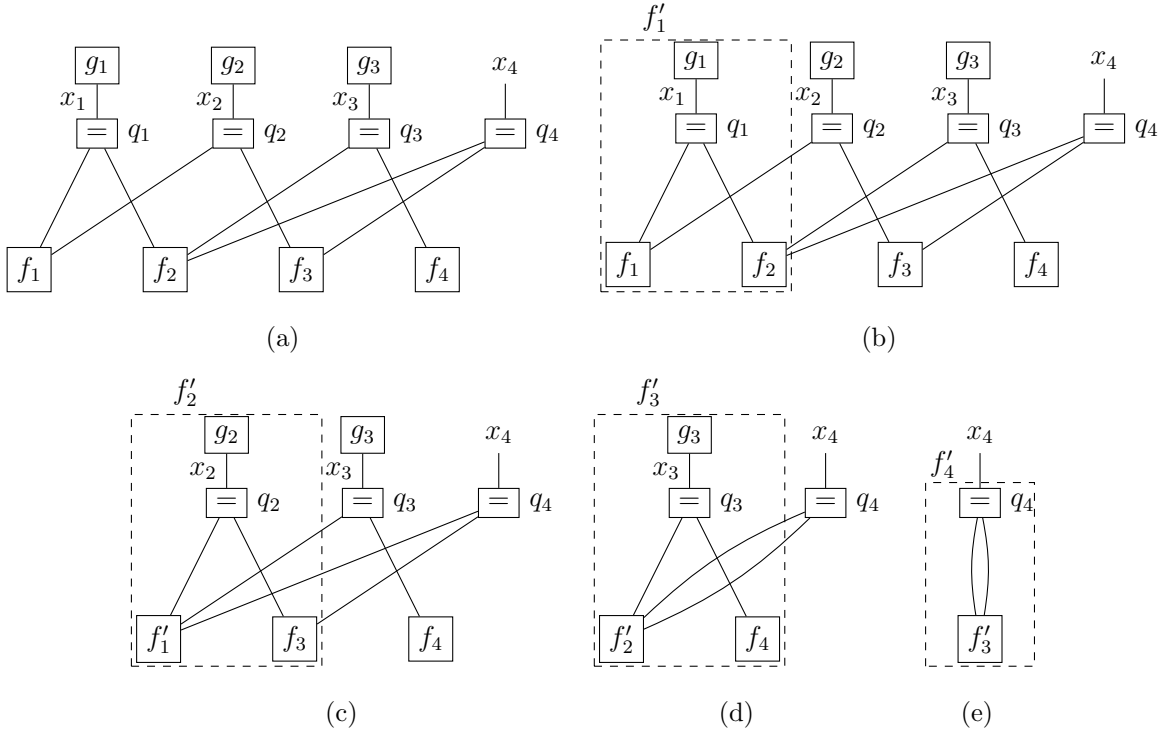 f′₁
g₁ g₂ g₃ x₄ g₁ g₂ g₃ x₄
x₁ x₂ x₃ x₁ x₂ x₃
= q₁ = q₂ = q₃ = q₄ = q₁ = q₂ = q₃ = q₄
f₁ f₂ f₃ f₄ f₁ f₂ f₃ f₄
(a) (b)
f′₂ f′₃
g₂ g₃ x₄ g₃ x₄ x₄
x₂ x₃ x₃ f′₄
= q₂ = q₃ = q₄ = q₃ = q₄ = q₄
f′₁ f₃ f₄ f′₂ f₄ f′₃
(c) (d) (e)